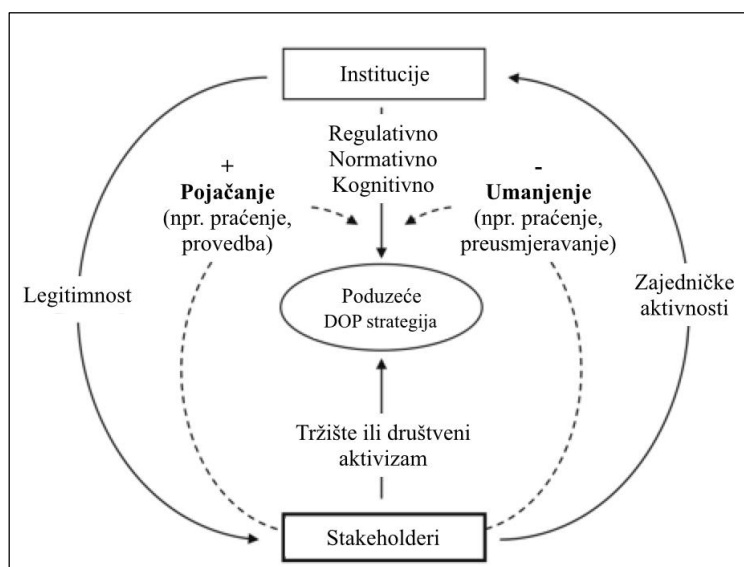 Institucije
Regulativno
Normativno
Kognitivno
+
Pojačanje
(npr. praćenje,
provedba)
-
Umanjenje
(npr. praćenje,
preusmjeravanje)
Legitimnost
Poduzeće
DOP strategija
Zajedničke
aktivnosti
Tržište ili društveni
aktivizam
Stakeholderi